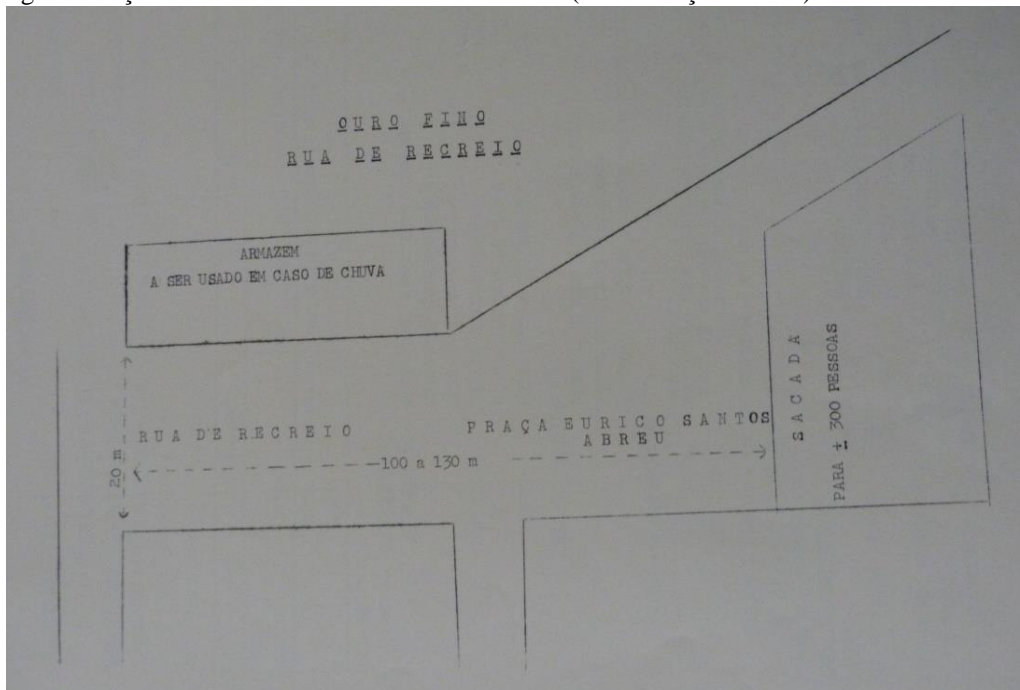 OURO FINO
RUA DE RECREIO
ARMAZEM
A SER USADO EM CASO DE CHUVA
RUA DE RECREIO
PRAÇA EURICO SANTOS
ABREU
20 m
100 a 130 m
SACADA
PARA ± 300 PESSOAS